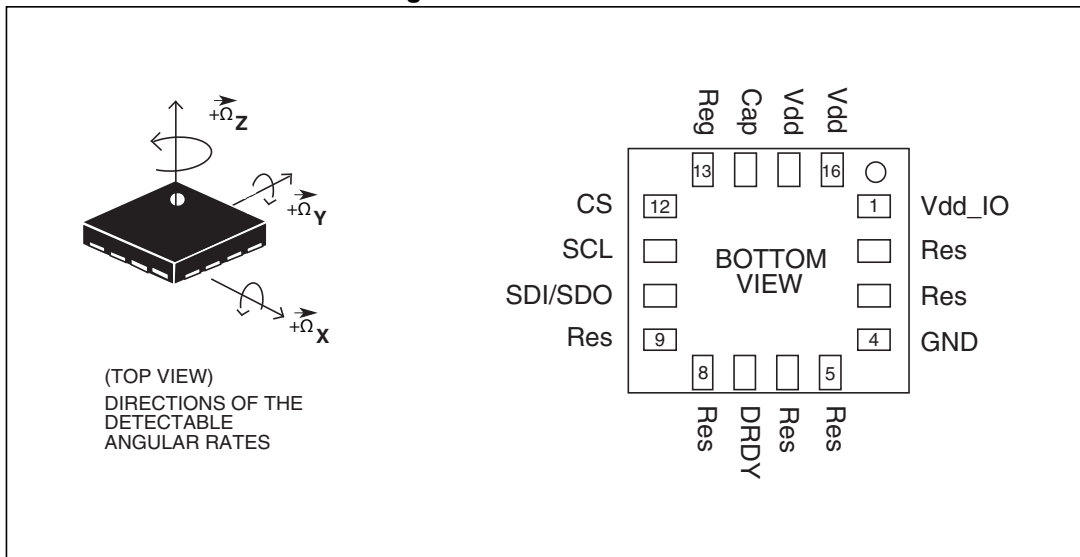 +Ω Z
+Ω Y
+Ω X
(TOP VIEW)
DIRECTIONS OF THE
DETECTABLE
ANGULAR RATES
Reg
Cap
Vdd
Vdd
13
16
CS
12
1
Vdd_IO
SCL
Res
BOTTOM
VIEW
SDI/SDO
Res
Res
9
4
GND
8
5
Res
DRDY
Res
Res